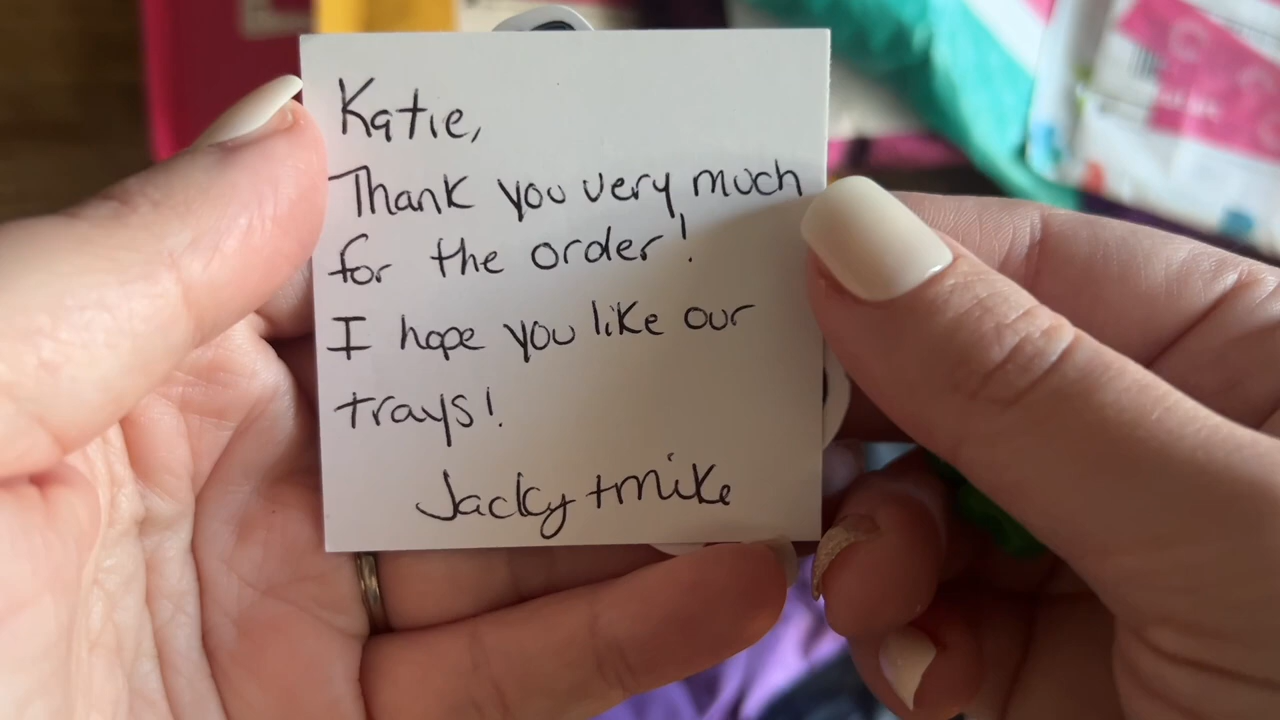 Katie,
Thank you very much
for the order!
I hope you like our
trays!
Jacky + Mike